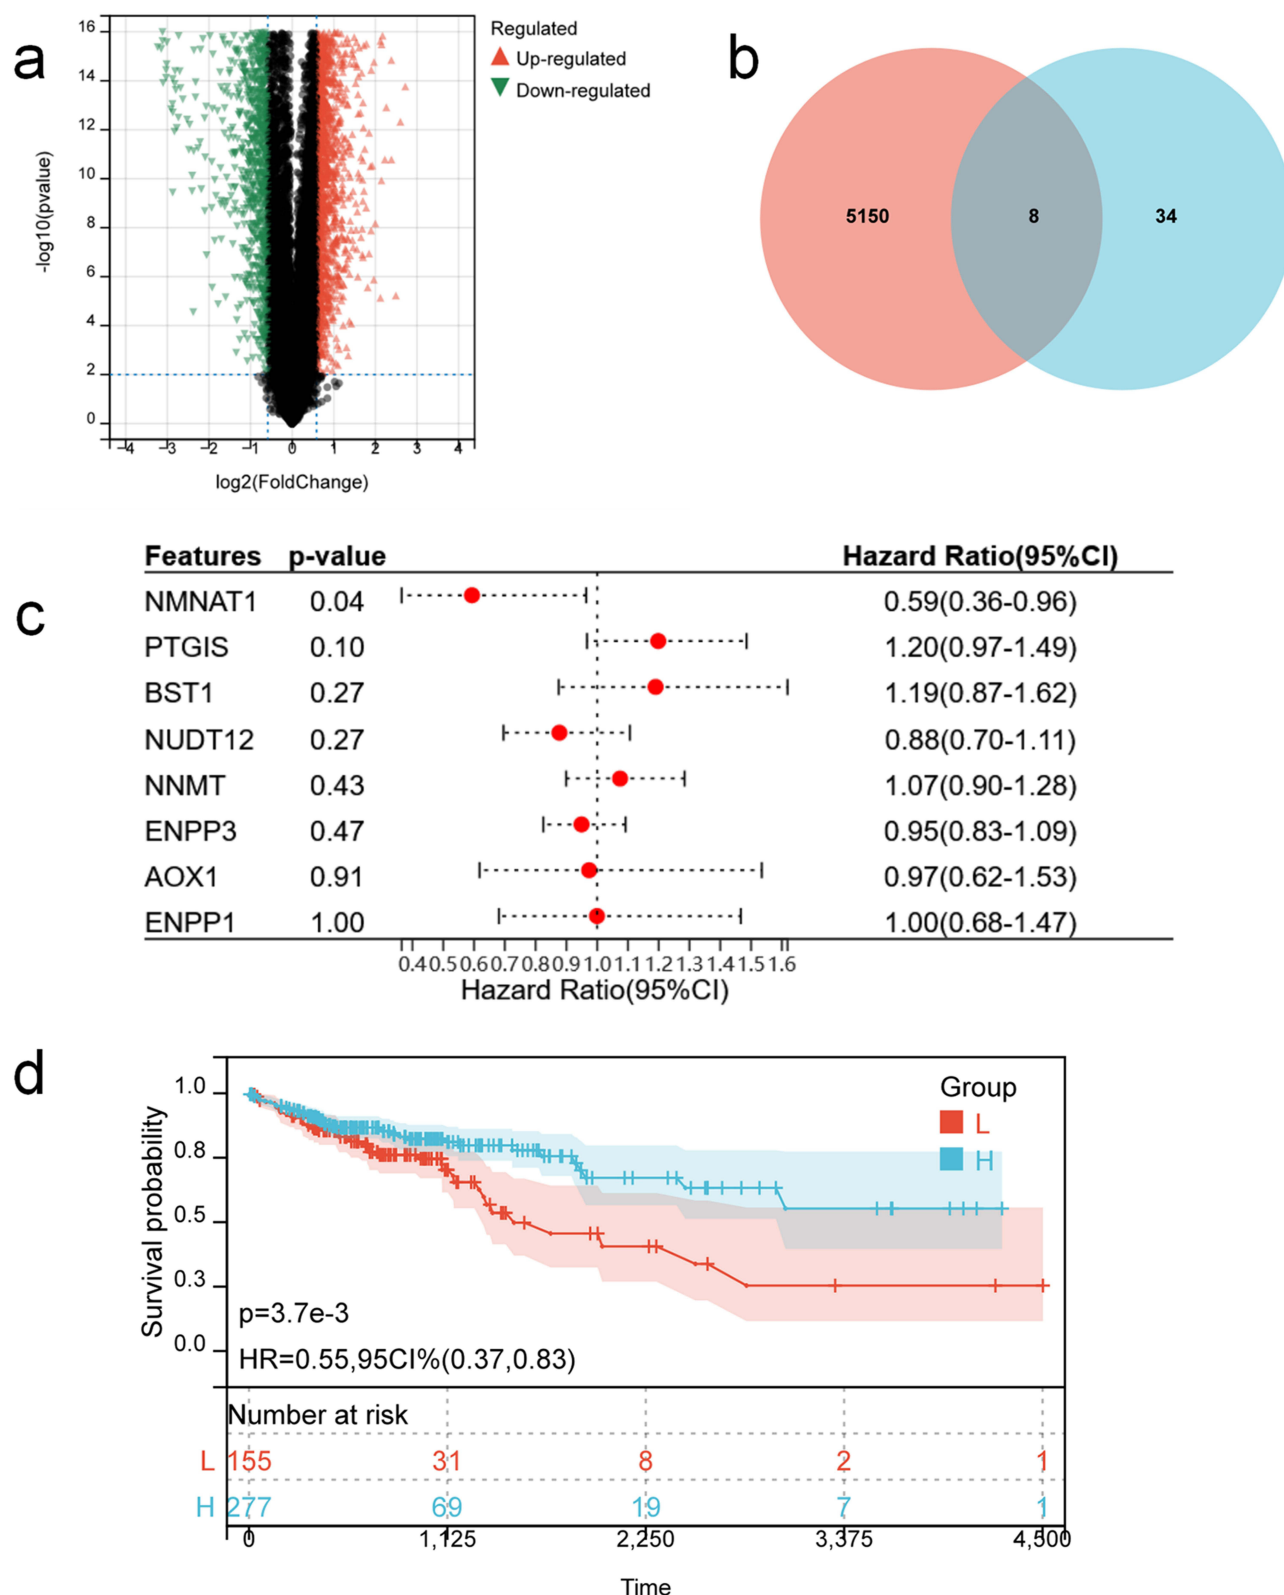 a
16
14
12
10
8
6
4
2
0
-log10(pvalue)
-4 -3 -2 -1 0 1 2 3 4
log2(FoldChange)
Regulated
Up-regulated
Down-regulated
b
5150 8 34
c
Features p-value Hazard Ratio(95%CI)
NMNAT1 0.04 0.59(0.36-0.96)
PTGIS 0.10 1.20(0.97-1.49)
BST1 0.27 1.19(0.87-1.62)
NUDT12 0.27 0.88(0.70-1.11)
NNMT 0.43 1.07(0.90-1.28)
ENPP3 0.47 0.95(0.83-1.09)
AOX1 0.91 0.97(0.62-1.53)
ENPP1 1.00 1.00(0.68-1.47)
0.4 0.5 0.6 0.7 0.8 0.9 1.0 1.1 1.2 1.3 1.4 1.5 1.6
Hazard Ratio(95%CI)
d
Survival probability
1.0
0.8
0.5
0.3
0.0
Group
L
H
p=3.7e-3
HR=0.55,95CI%(0.37,0.83)
Number at risk
L 155 31 8 2 1
H 277 69 19 7 1
0 1,125 2,250 3,375 4,500
Time